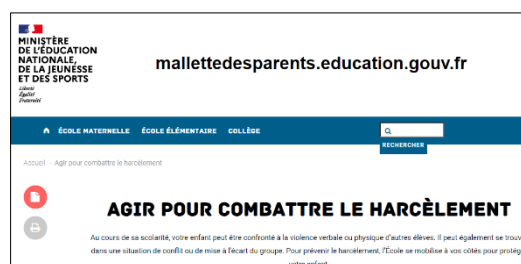 MINISTÈRE
DE L'ÉDUCATION
NATIONALE,
DE LA JEUNESSE
ET DES SPORTS
Liberté
Égalité
Fraternité
mallettedesparents.education.gouv.fr
ÉCOLE MATERNELLE ÉCOLE ÉLÉMENTAIRE COLLÈGE
RECHERCHER
Accueil - Agir pour combattre le harcèlement
AGIR POUR COMBATTRE LE HARCÈLEMENT
Au cours de sa scolarité, votre enfant peut être confronté à la violence verbale ou physique d'autres élèves. Il peut également se trouv
dans une situation de conflit ou de mise à l'écart du groupe. Pour prévenir le harcèlement, l'École se mobilise à vos côtés pour protég
votre enfant